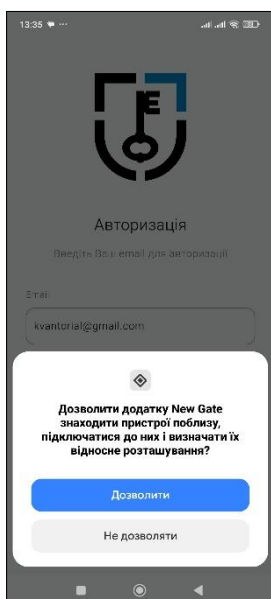 13:35
E
Авторизація
Введіть Ваш email для авторизації
Email
kvantorial@gmail.com
Дозволити додатку New Gate
знаходити пристрої поблизу,
підключатися до них і визначати їх
відносне розташування?
Дозволити
Не дозволяти